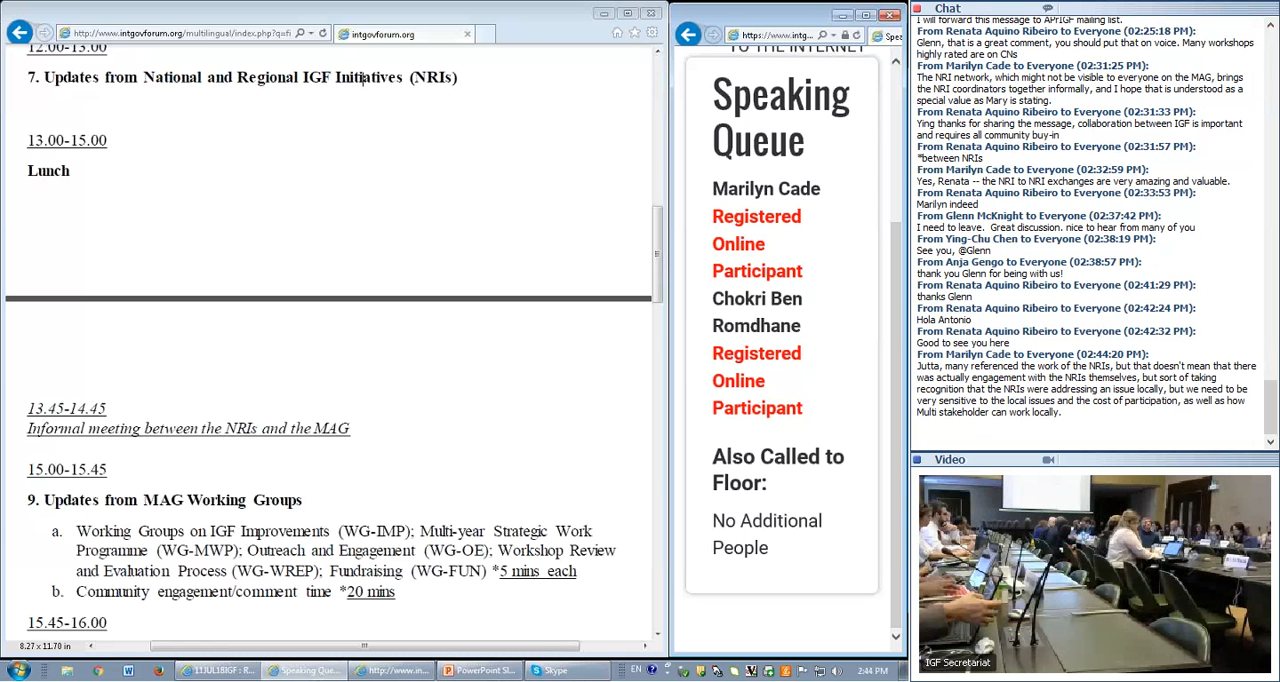 http://www.intgovforum.org/multilingual/index.php?q=fi
intgovforum.org
12.00-13.00
7. Updates from National and Regional IGF Initiatives (NRIs)
13.00-15.00
Lunch
13.45-14.45
Informal meeting between the NRIs and the MAG
15.00-15.45
9. Updates from MAG Working Groups
a. Working Groups on IGF Improvements (WG-IMP); Multi-year Strategic Work
Programme (WG-MWP); Outreach and Engagement (WG-OE); Workshop Review
and Evaluation Process (WG-WREP); Fundraising (WG-FUN) *5 mins each
b. Community engagement/comment time *20 mins
15.45-16.00
8.27 x 11.70 in
https://www.intg...
Spe
TO THE INTERNET
Speaking
Queue
Marilyn Cade
Registered
Online
Participant
Chokri Ben
Romdhane
Registered
Online
Participant
Also Called to
Floor:
No Additional
People
Chat
I will forward this message to APrIGF mailing list.
From Renata Aquino Ribeiro to Everyone (02:25:18 PM):
Glenn, that is a great comment, you should put that on voice. Many workshops
highly rated are on CNs
From Marilyn Cade to Everyone (02:31:25 PM):
The NRI network, which might not be visible to everyone on the MAG, brings
the NRI coordinators together informally, and I hope that is understood as a
special value as Mary is stating.
From Renata Aquino Ribeiro to Everyone (02:31:33 PM):
Ying thanks for sharing the message, collaboration between IGF is important
and requires all community buy-in
From Renata Aquino Ribeiro to Everyone (02:31:57 PM):
*between NRIs
From Marilyn Cade to Everyone (02:32:59 PM):
Yes, Renata -- the NRI to NRI exchanges are very amazing and valuable.
From Renata Aquino Ribeiro to Everyone (02:33:53 PM):
Marilyn indeed
From Glenn McKnight to Everyone (02:37:42 PM):
I need to leave. Great discussion. nice to hear from many of you
From Ying-Chu Chen to Everyone (02:38:19 PM):
See you, @Glenn
From Anja Gengo to Everyone (02:38:57 PM):
thank you Glenn for being with us!
From Renata Aquino Ribeiro to Everyone (02:41:29 PM):
thanks Glenn
From Renata Aquino Ribeiro to Everyone (02:42:24 PM):
Hola Antonio
From Renata Aquino Ribeiro to Everyone (02:42:32 PM):
Good to see you here
From Marilyn Cade to Everyone (02:44:20 PM):
Jutta, many referenced the work of the NRIs, but that doesn't mean that there
was actually engagement with the NRIs themselves, but sort of taking
recognition that the NRIs were addressing an issue locally, but we need to be
very sensitive to the local issues and the cost of participation, as well as how
Multi stakeholder can work locally.
Video
IGF Secretariat
11JUL18IGF : R...
Speaking Que...
http://www.in...
PowerPoint Sl...
Skype
EN
2:44 PM